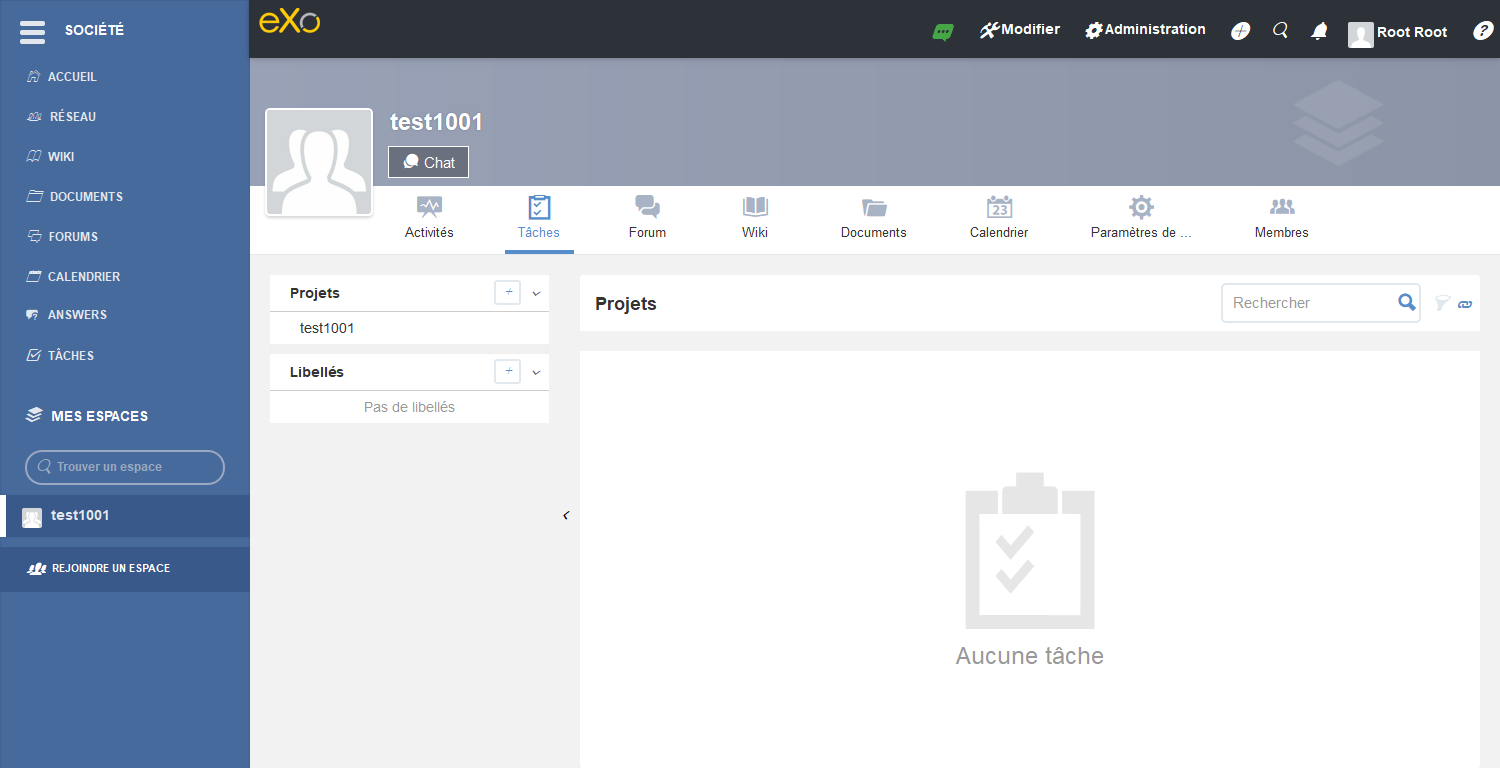 SOCIÉTÉ
eXo
Modifier
Administration
Root Root
?
ACCUEIL
RÉSEAU
WIKI
DOCUMENTS
FORUMS
CALENDRIER
ANSWERS
TÂCHES
MES ESPACES
Trouver un espace
test1001
REJOINDRE UN ESPACE
test1001
Chat
23
Activités
Tâches
Forum
Wiki
Documents
Calendrier
Paramètres de ...
Membres
Projets
+
test1001
Libellés
+
Pas de libellés
Projets
Rechercher
Aucune tâche